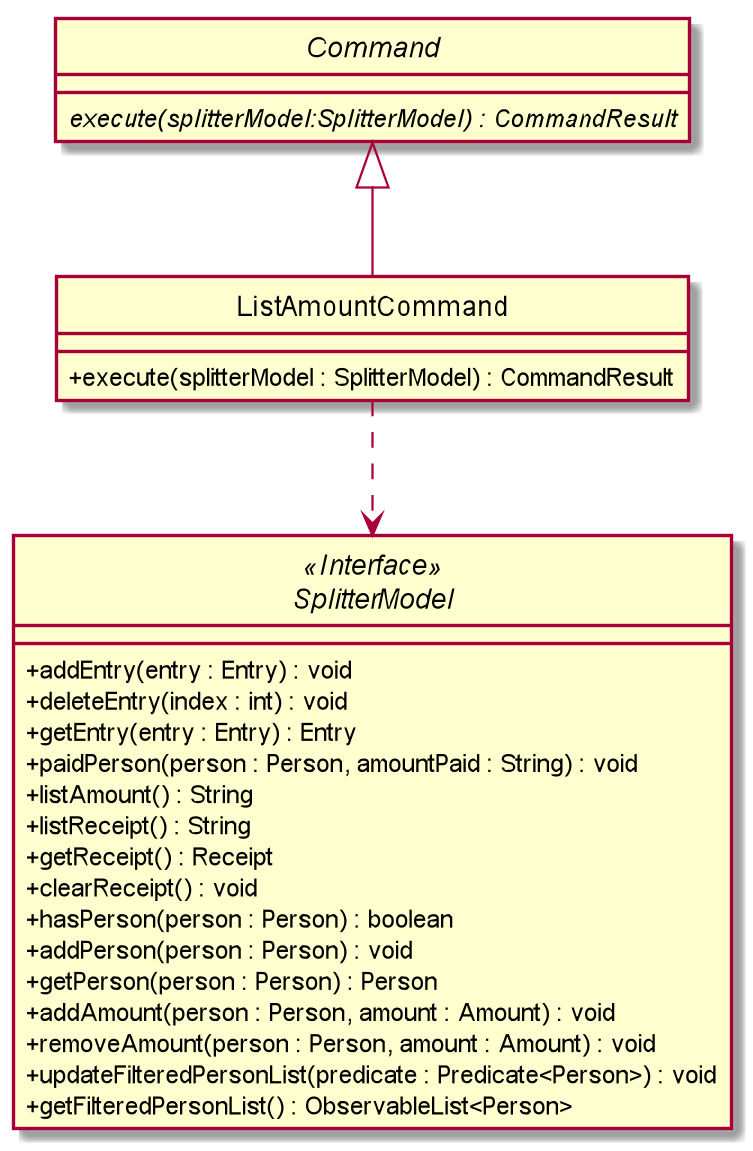 Command
execute(splitterModel:SplitterModel) : CommandResult
ListAmountCommand
+execute(splitterModel : SplitterModel) : CommandResult
«Interface»
SplitterModel
+addEntry(entry : Entry) : void
+deleteEntry(index : int) : void
+getEntry(entry : Entry) : Entry
+paidPerson(person : Person, amountPaid : String) : void
+listAmount() : String
+listReceipt() : String
+getReceipt() : Receipt
+clearReceipt() : void
+hasPerson(person : Person) : boolean
+addPerson(person : Person) : void
+getPerson(person : Person) : Person
+addAmount(person : Person, amount : Amount) : void
+removeAmount(person : Person, amount : Amount) : void
+updateFilteredPersonList(predicate : Predicate<Person>) : void
+getFilteredPersonList() : ObservableList<Person>